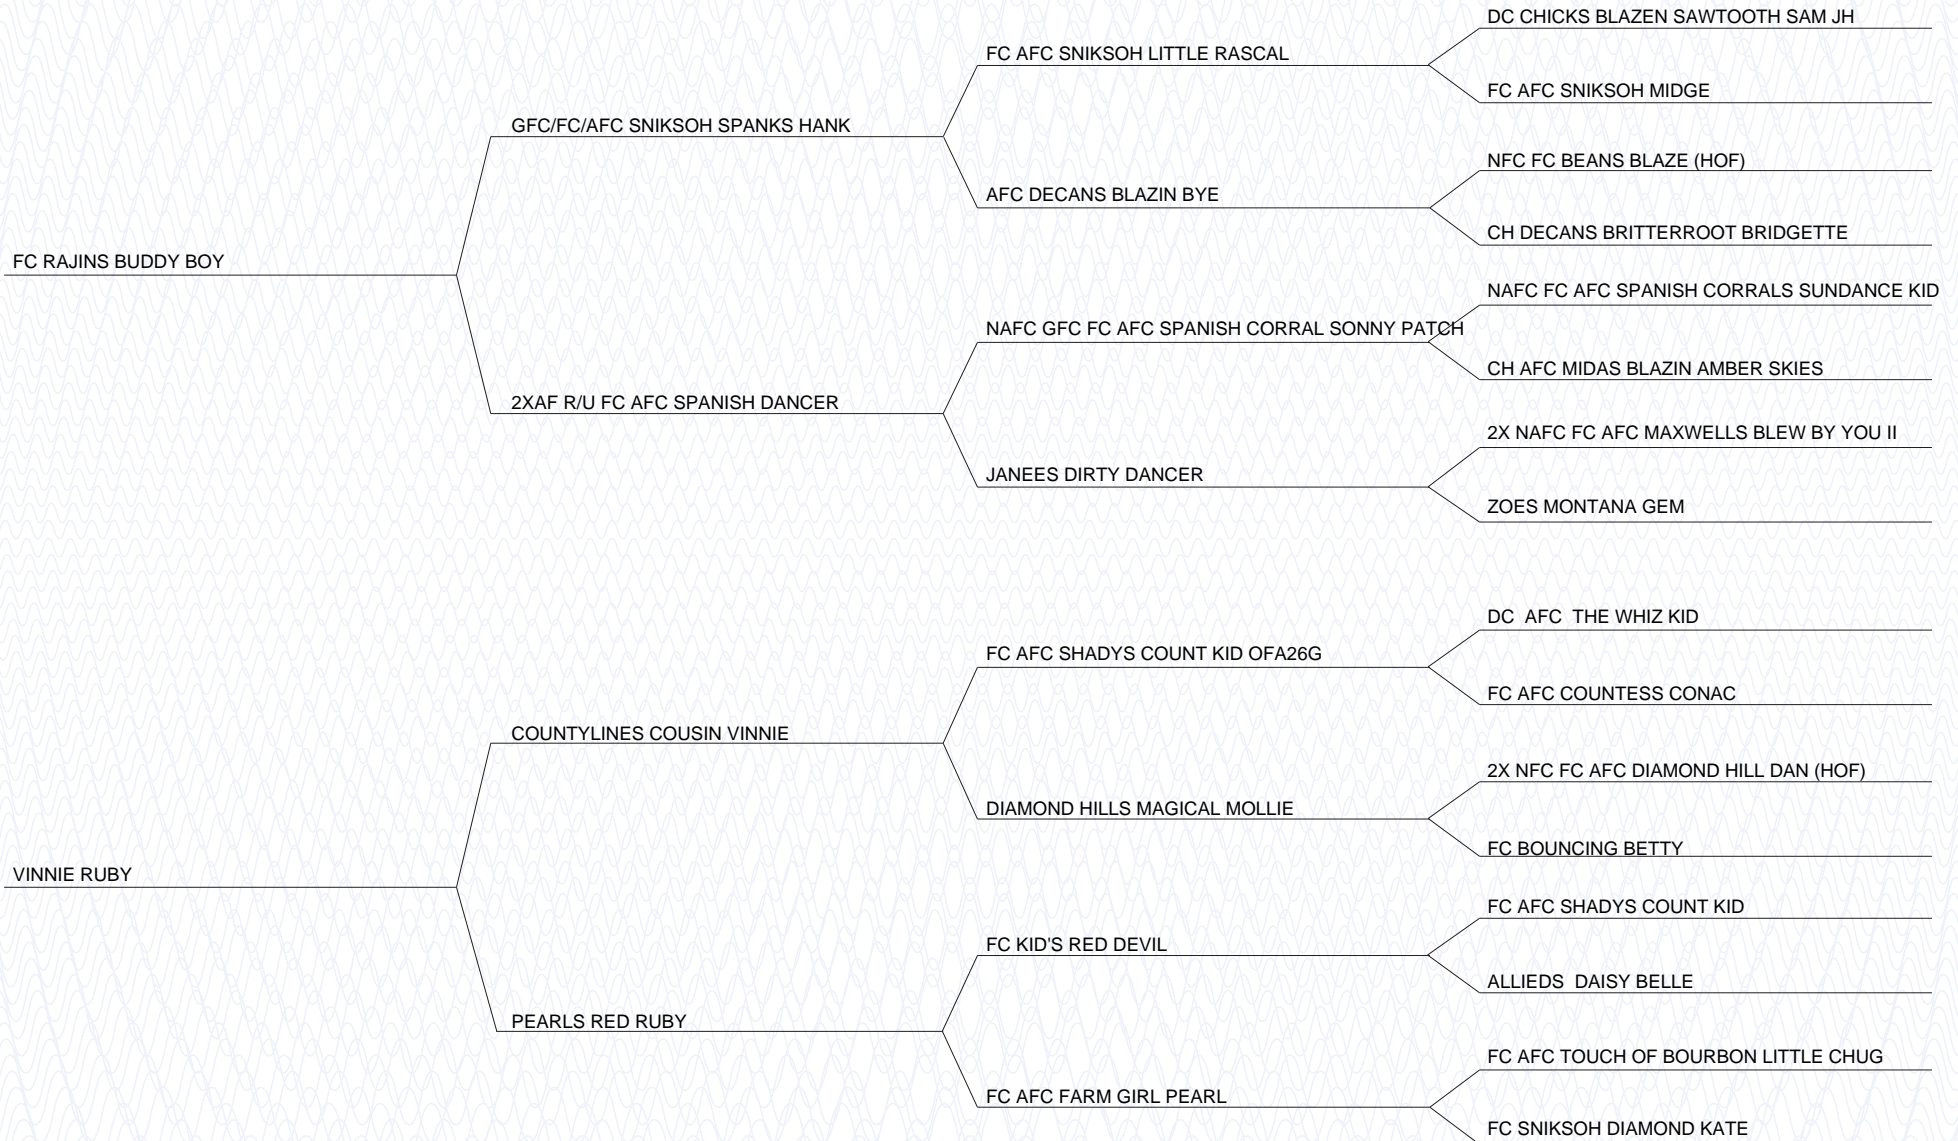 DC CHICKS BLAZEN SAWTOOTH SAM JH
FC AFC SNIKSOH LITTLE RASCAL
FC AFC SNIKSOH MIDGE
GFC/FC/AFC SNIKSOH SPANKS HANK
NFC FC BEANS BLAZE (HOF)
AFC DECANS BLAZIN BYE
CH DECANS BRITTERROOT BRIDGETTE
FC RAJINS BUDDY BOY
NAFC FC AFC SPANISH CORRALS SUNDANCE KID
NAFC GFC FC AFC SPANISH CORRAL SONNY PATCH
CH AFC MIDAS BLAZIN AMBER SKIES
2XAF R/U FC AFC SPANISH DANCER
2X NAFC FC AFC MAXWELLS BLEW BY YOU II
JANEES DIRTY DANCER
ZOES MONTANA GEM
DC  AFC  THE WHIZ KID
FC AFC SHADYS COUNT KID OFA26G
FC AFC COUNTESS CONAC
COUNTYLINES COUSIN VINNIE
2X NFC FC AFC DIAMOND HILL DAN (HOF)
DIAMOND HILLS MAGICAL MOLLIE
FC BOUNCING BETTY
VINNIE RUBY
FC AFC SHADYS COUNT KID
FC KID'S RED DEVIL
ALLIEDS  DAISY BELLE
PEARLS RED RUBY
FC AFC TOUCH OF BOURBON LITTLE CHUG
FC AFC FARM GIRL PEARL
FC SNIKSOH DIAMOND KATE